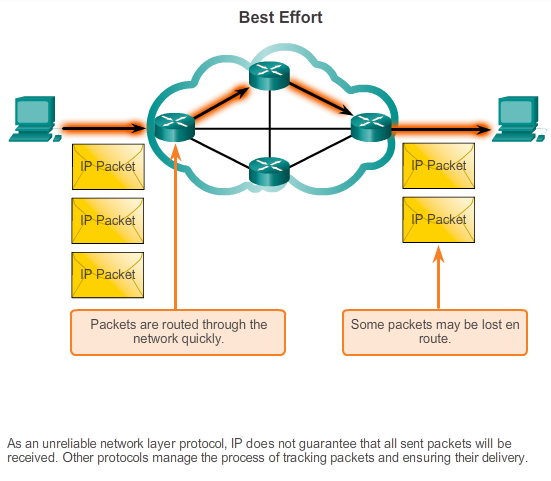 Best Effort
IP Packet
IP Packet
IP Packet
IP Packet
IP Packet
Packets are routed through the
network quickly.
Some packets may be lost en
route.
As an unreliable network layer protocol, IP does not guarantee that all sent packets will be
received. Other protocols manage the process of tracking packets and ensuring their delivery.